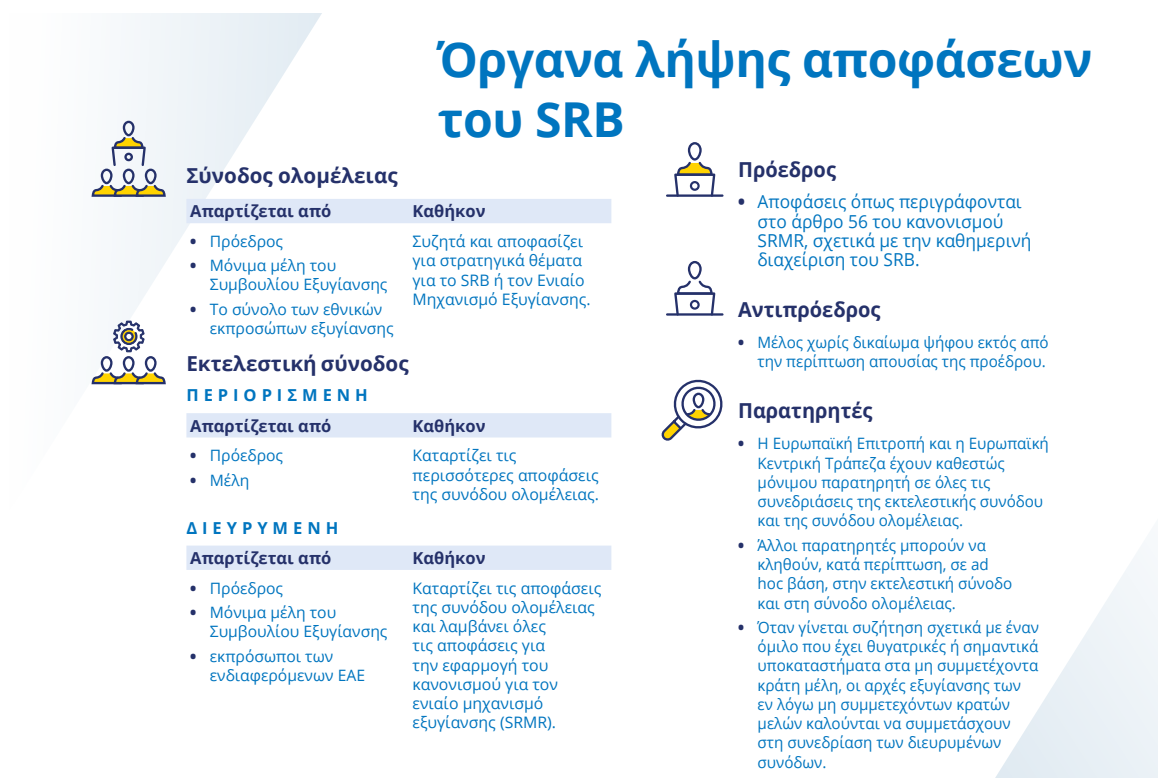 Όργανα λήψης αποφάσεων
του SRB
Σύνοδος ολομέλειας
Απαρτίζεται από
Καθήκον
• Πρόεδρος
• Μόνιμα μέλη του
Συμβουλίου Εξυγίανσης
• Το σύνολο των εθνικών
εκπροσώπων εξυγίανσης
Συζητά και αποφασίζει
για στρατηγικά θέματα
για το SRB ή τον Ενιαίο
Μηχανισμό Εξυγίανσης.
Εκτελεστική σύνοδος
ΠΕΡΙΟΡΙΣΜΕΝΗ
Απαρτίζεται από
Καθήκον
• Πρόεδρος
• Μέλη
Καταρτίζει τις
περισσότερες αποφάσεις
της συνόδου ολομέλειας.
ΔΙΕΥΡΥΜΕΝΗ
Απαρτίζεται από
Καθήκον
• Πρόεδρος
• Μόνιμα μέλη του
Συμβουλίου Εξυγίανσης
• εκπρόσωποι των
ενδιαφερόμενων ΕΑΕ
Καταρτίζει τις αποφάσεις
της συνόδου ολομέλειας
και λαμβάνει όλες
τις αποφάσεις για
την εφαρμογή του
κανονισμού για τον
ενιαίο μηχανισμό
εξυγίανσης (SRMR).
Πρόεδρος
• Αποφάσεις όπως περιγράφονται
στο άρθρο 56 του κανονισμού
SRMR, σχετικά με την καθημερινή
διαχείριση του SRB.
Αντιπρόεδρος
• Μέλος χωρίς δικαίωμα ψήφου εκτός από
την περίπτωση απουσίας της προέδρου.
Παρατηρητές
• Η Ευρωπαϊκή Επιτροπή και η Ευρωπαϊκή
Κεντρική Τράπεζα έχουν καθεστώς
μόνιμου παρατηρητή σε όλες τις
συνεδριάσεις της εκτελεστικής συνόδου
και της συνόδου ολομέλειας.
• Άλλοι παρατηρητές μπορούν να
κληθούν, κατά περίπτωση, σε ad
hoc βάση, στην εκτελεστική σύνοδο
και στη σύνοδο ολομέλειας.
• Όταν γίνεται συζήτηση σχετικά με έναν
όμιλο που έχει θυγατρικές ή σημαντικά
υποκαταστήματα στα μη συμμετέχοντα
κράτη μέλη, οι αρχές εξυγίανσης των
εν λόγω μη συμμετεχόντων κρατών
μελών καλούνται να συμμετάσχουν
στη συνεδρίαση των διευρυμένων
συνόδων.